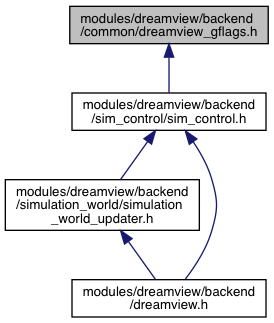 modules/dreamview/backend
/common/dreamview_gflags.h
modules/dreamview/backend
/sim_control/sim_control.h
modules/dreamview/backend
/simulation_world/simulation
_world_updater.h
modules/dreamview/backend
/dreamview.h